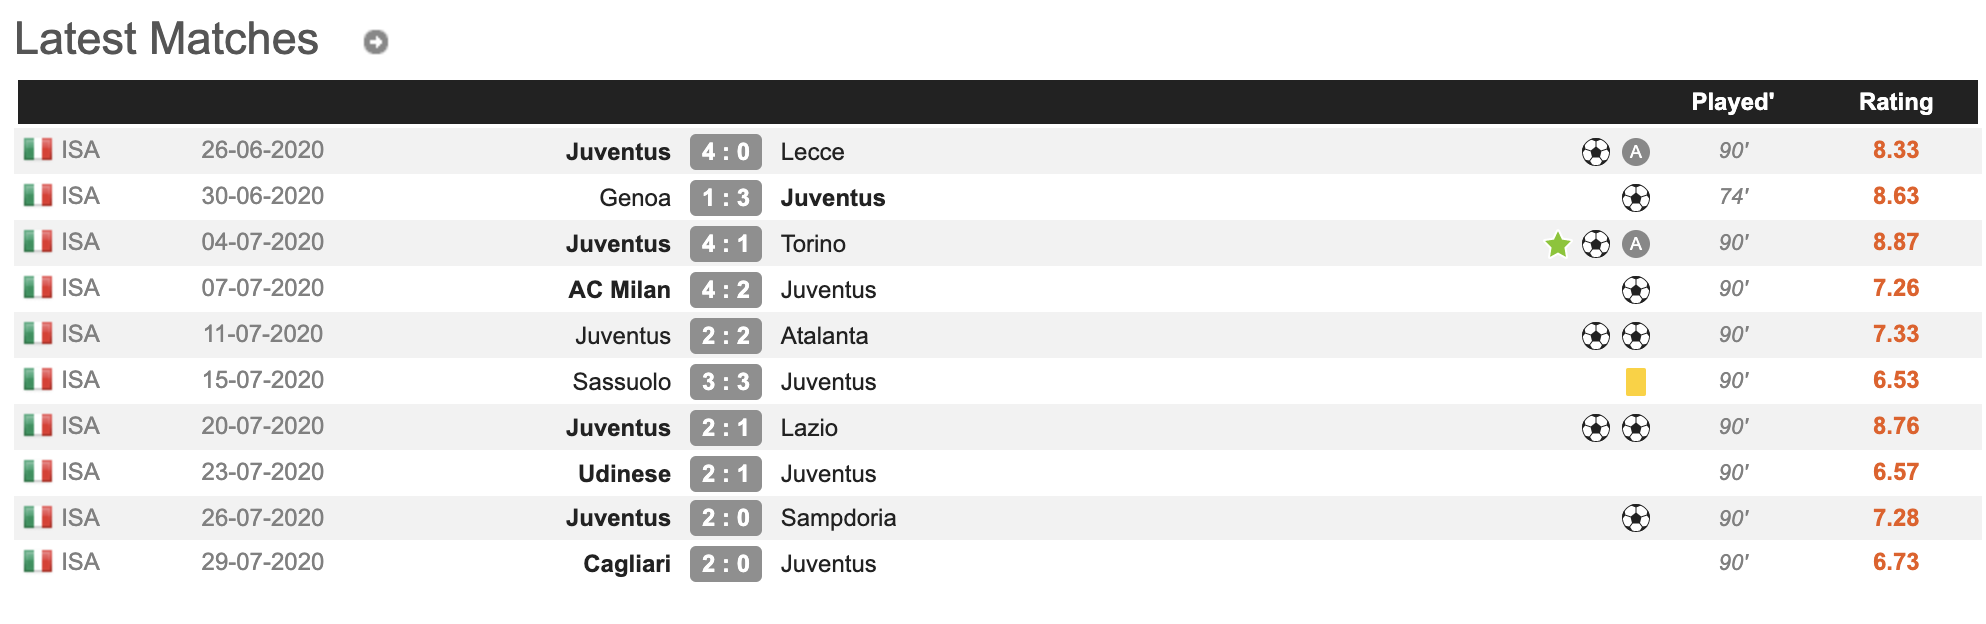 Latest Matches
Played' Rating
ISA 26-06-2020 Juventus 4 : 0 Lecce A 90' 8.33
ISA 30-06-2020 Genoa 1 : 3 Juventus 74' 8.63
ISA 04-07-2020 Juventus 4 : 1 Torino A 90' 8.87
ISA 07-07-2020 AC Milan 4 : 2 Juventus 90' 7.26
ISA 11-07-2020 Juventus 2 : 2 Atalanta 90' 7.33
ISA 15-07-2020 Sassuolo 3 : 3 Juventus 90' 6.53
ISA 20-07-2020 Juventus 2 : 1 Lazio 90' 8.76
ISA 23-07-2020 Udinese 2 : 1 Juventus 90' 6.57
ISA 26-07-2020 Juventus 2 : 0 Sampdoria 90' 7.28
ISA 29-07-2020 Cagliari 2 : 0 Juventus 90' 6.73